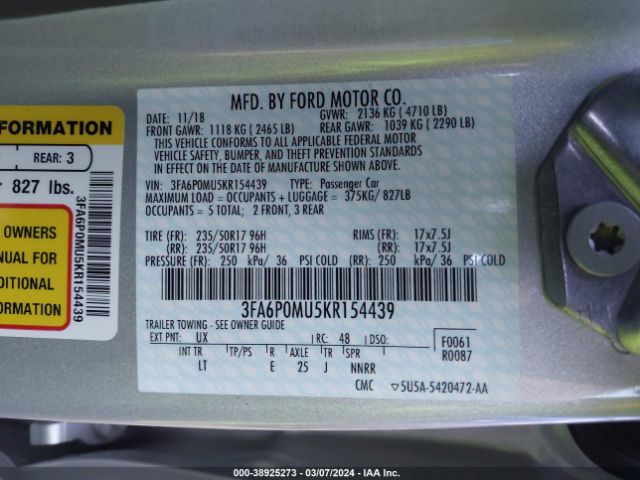 FORMATION
REAR: 3
827 lbs.
OWNERS
NUAL FOR
DITIONAL
ORMATION
3FA6P0MU5KR154439
MFD. BY FORD MOTOR CO.
DATE: 11/18 GVWR: 2136 KG (4710 LB)
FRONT GAWR: 1118 KG (2465 LB) REAR GAWR: 1039 KG (2290 LB)
THIS VEHICLE CONFORMS TO ALL APPLICABLE FEDERAL MOTOR
VEHICLE SAFETY, BUMPER, AND THEFT PREVENTION STANDARDS
IN EFFECT ON THE DATE OF MANUFACTURE SHOWN ABOVE.
VIN: 3FA6P0MU5KR154439 TYPE: Passenger Car
MAXIMUM LOAD = OCCUPANTS + LUGGAGE = 375KG/ 827LB
OCCUPANTS = 5 TOTAL; 2 FRONT, 3 REAR
TIRE (FR): 235/50R17 96H RIMS (FR): 17x7.5J
(RR): 235/50R17 96H (RR): 17x7.5J
PRESSURE (FR): 250 kPa/ 36 PSI COLD (RR): 250 kPa/ 36 PSI COLD
3FA6P0MU5KR154439
TRAILER TOWING - SEE OWNER GUIDE
EXT PNT: UX RC: 48 DSO: F0061
INT TR TP/PS R AXLE TR SPR R0087
LT E 25 J NNRR
CMC 5U5A-5420472-AA
000-38925273 - 03/07/2024 - IAA Inc.